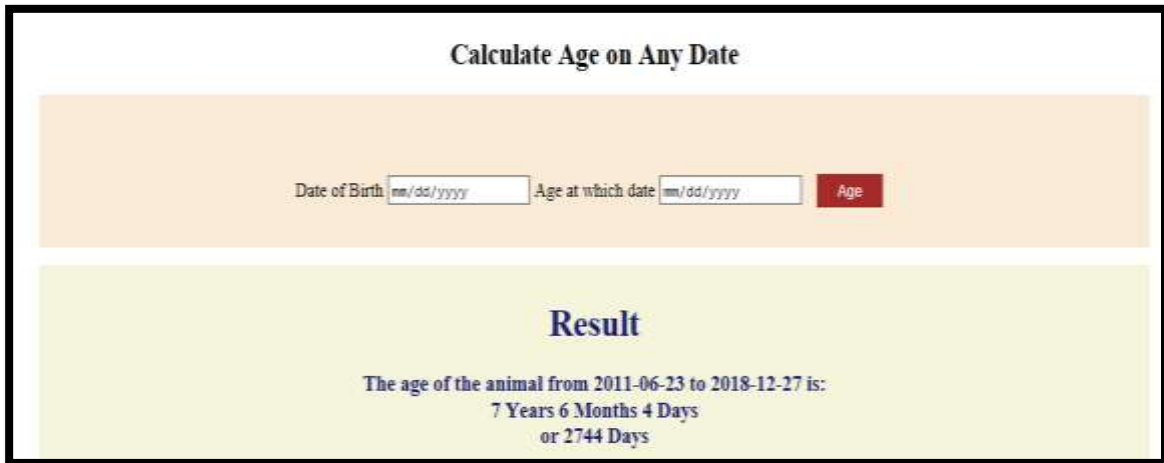 Calculate Age on Any Date
Date of Birth mm/dd/yyyy Age at which date mm/dd/yyyy Age
Result
The age of the animal from 2011-06-23 to 2018-12-27 is:
7 Years 6 Months 4 Days
or 2744 Days